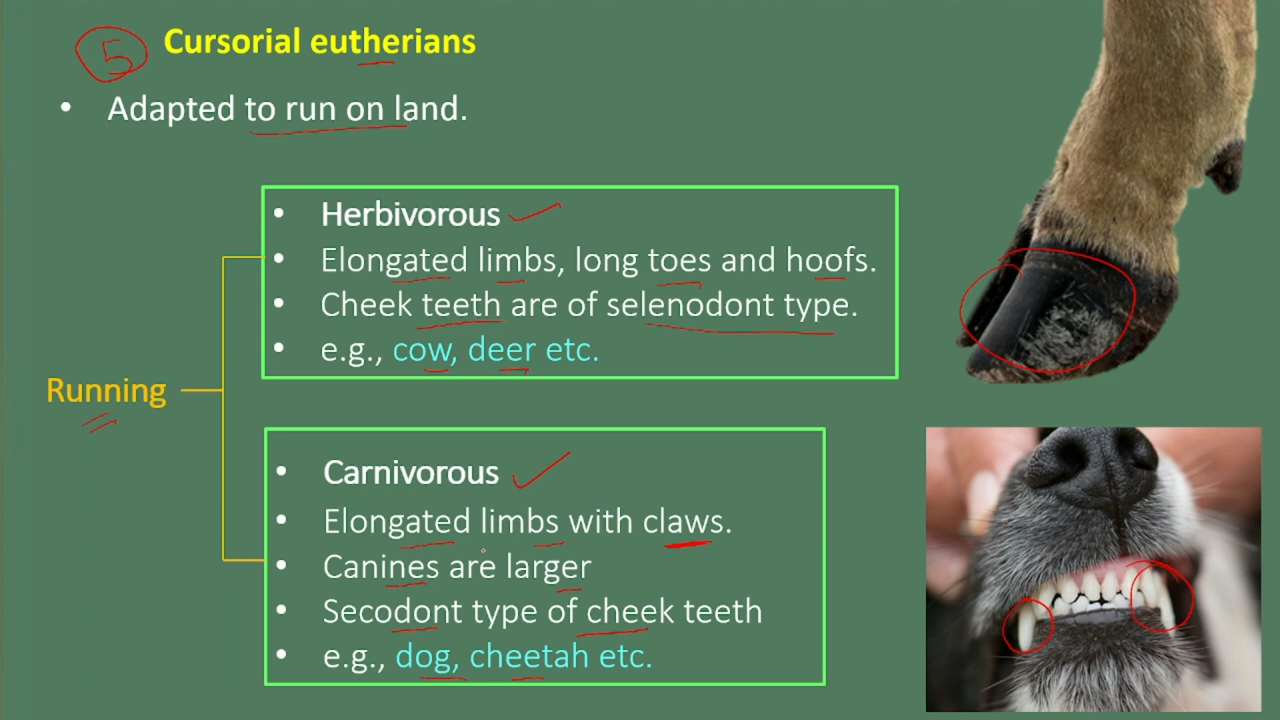 5 Cursorial eutherians
• Adapted to run on land.
• Herbivorous
• Elongated limbs, long toes and hoofs.
• Cheek teeth are of selenodont type.
• e.g., cow, deer etc.
Running
• Carnivorous
• Elongated limbs with claws.
• Canines are larger
• Secodont type of cheek teeth
• e.g., dog, cheetah etc.